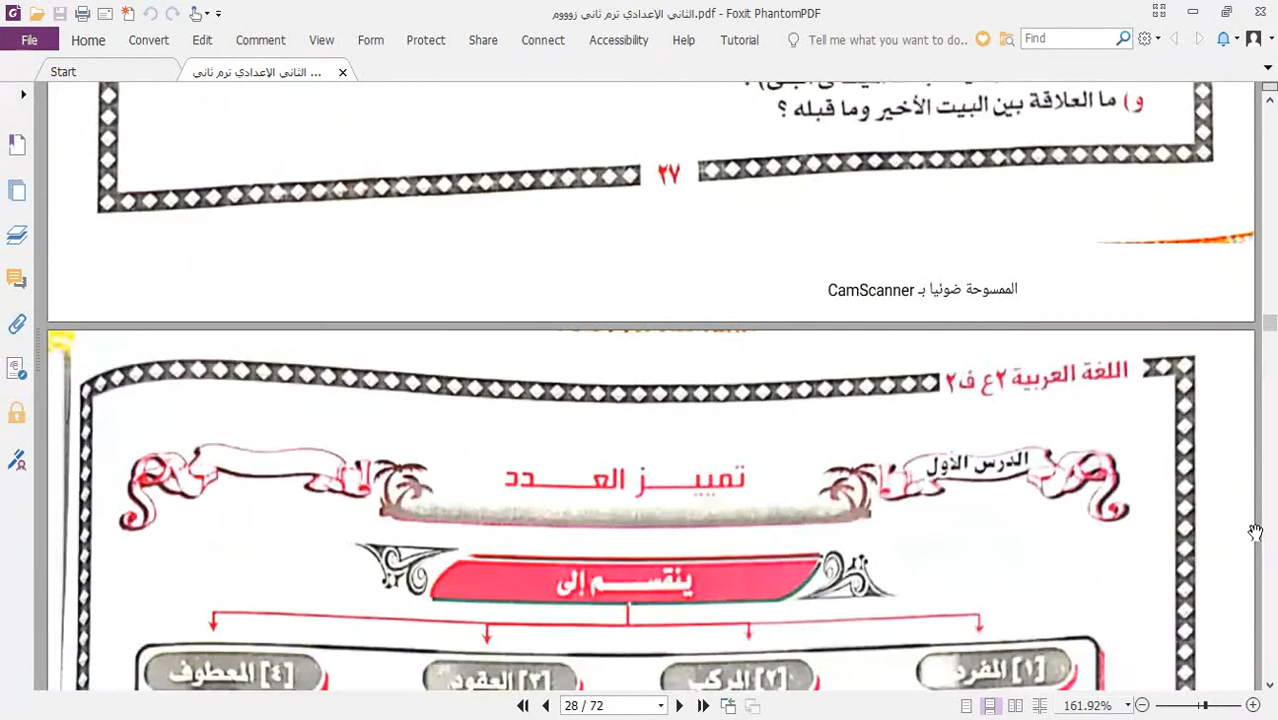 الثاني الإعدادي ترم ثاني زوووم.pdf - Foxit PhantomPDF
File Home Convert Edit Comment View Form Protect Share Connect Accessibility Help Tutorial Tell me what you want to do.. Find
Start الثاني الإعدادي ترم ثاني ...
و) ما العلاقة بين البيت الأخير وما قبله ؟
٢٧
الممسوحة ضوئيا بـ CamScanner
اللغة العربية ٢ع ف٢
الدرس الأول
تمييـــز العـــدد
ينقســـم إلى
[١] المفرد
[٢] المركب
[٣] العقود
[٤] المعطوف
28 / 72
161.92%